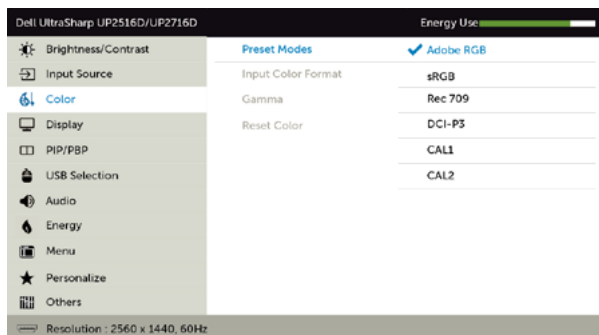 Dell UltraSharp UP2516D/UP2716D
Energy Use
Brightness/Contrast
Input Source
Color
Display
PIP/PBP
USB Selection
Audio
Energy
Menu
Personalize
Others
Preset Modes
Input Color Format
Gamma
Reset Color
Adobe RGB
sRGB
Rec 709
DCI-P3
CAL1
CAL2
Resolution : 2560 x 1440, 60Hz